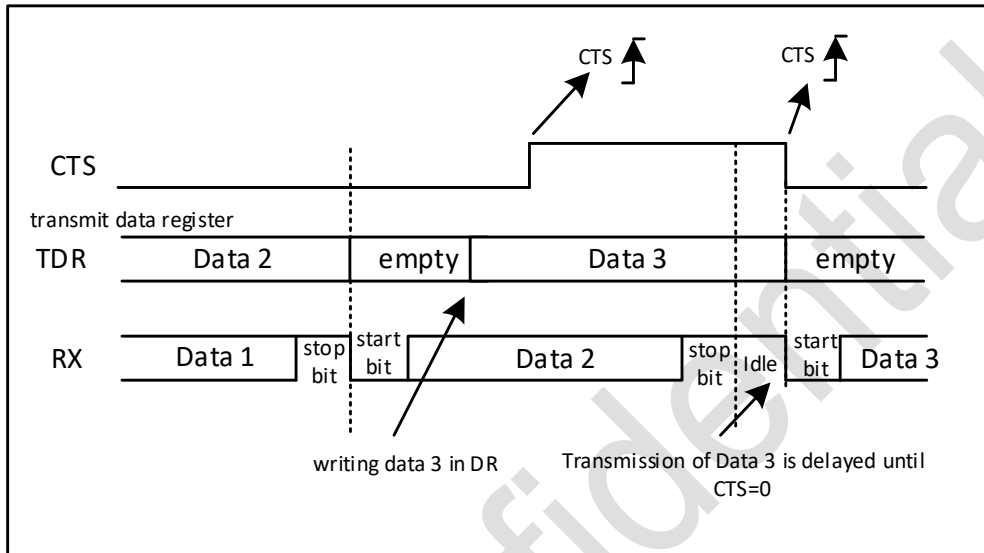 CTS
CTS
CTS
transmit data register
TDR
Data 2
empty
Data 3
empty
RX
Data 1
stop
bit
start
bit
Data 2
stop
bit
Idle
start
bit
Data 3
writing data 3 in DR
Transmission of Data 3 is delayed until
CTS=0